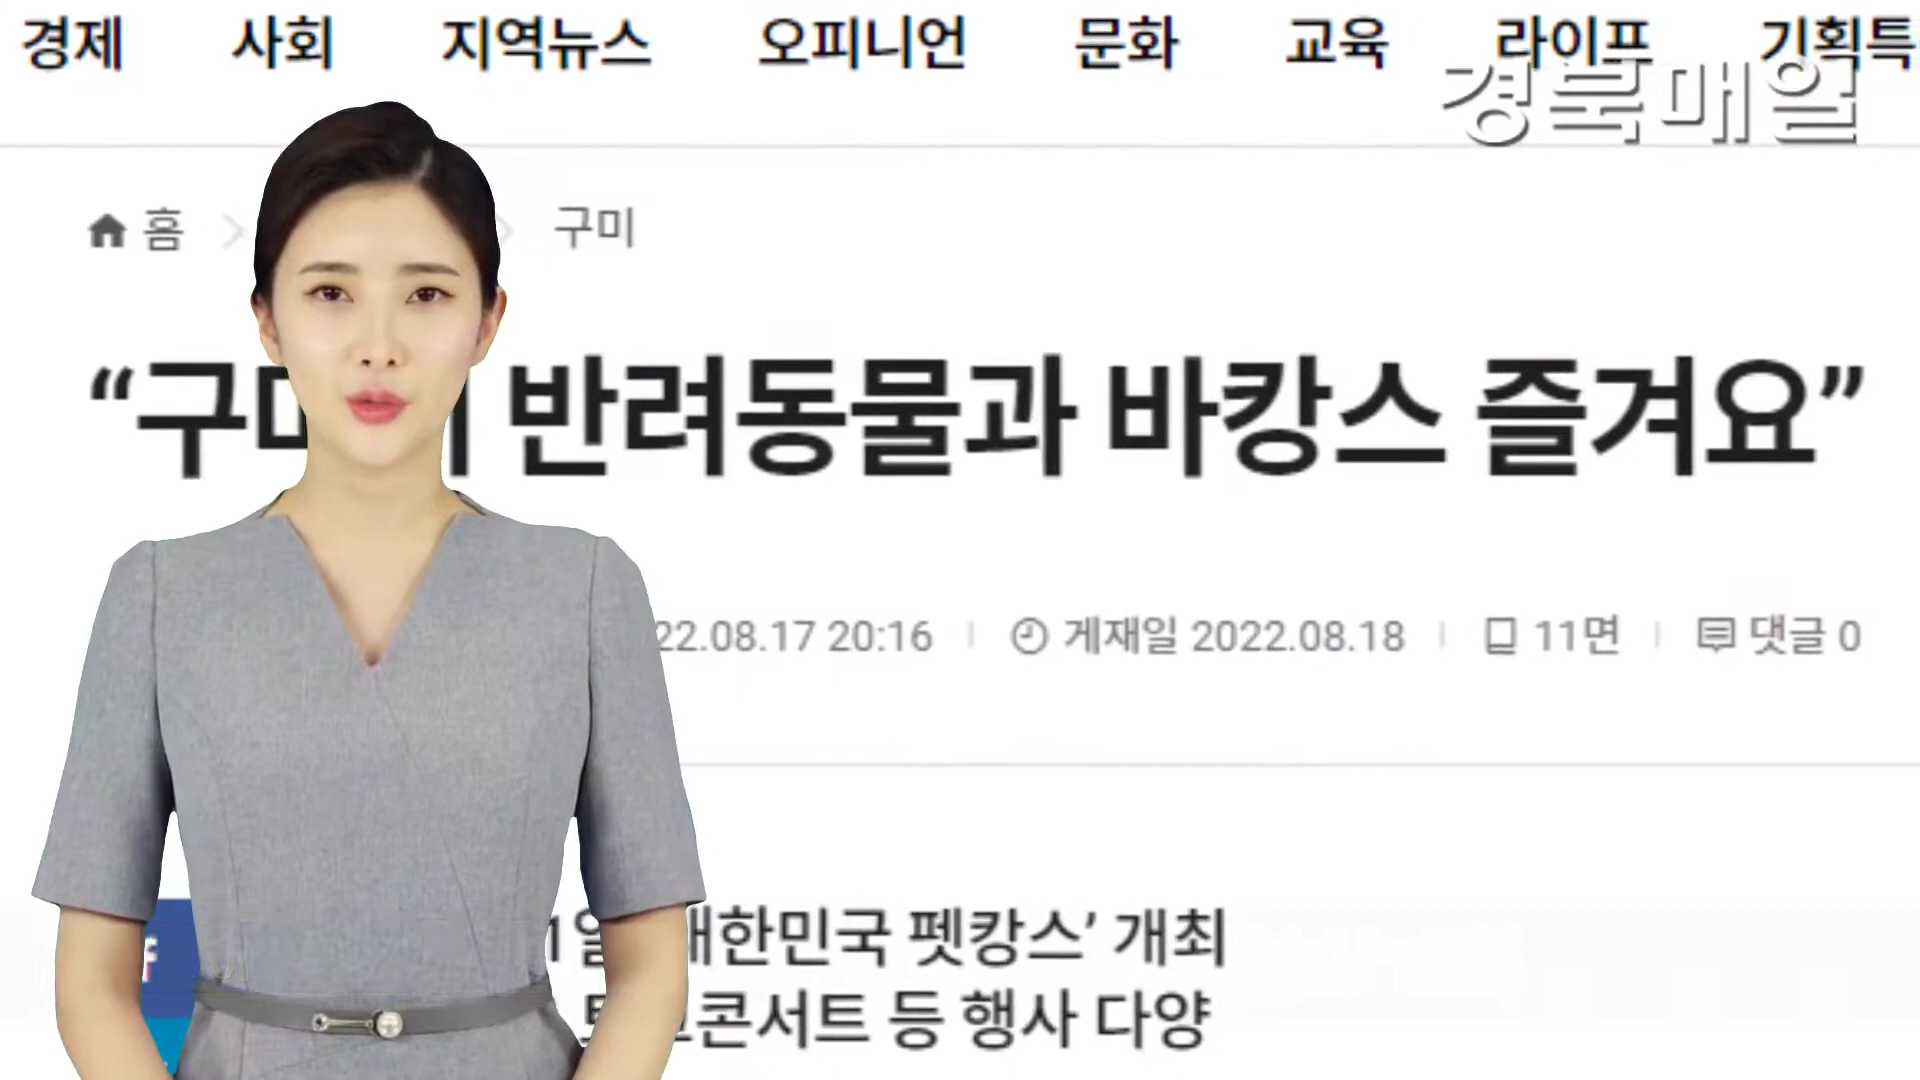 경제 사회 지역뉴스 오피니언 문화 교육 라이프 기획특
경북매일
홈 구미
“구미 반려동물과 바캉스 즐겨요”
22.08.17 20:16 게재일 2022.08.18 11면 댓글 0
1일 대한민국 펫캉스’ 개최
토크콘서트 등 행사 다양